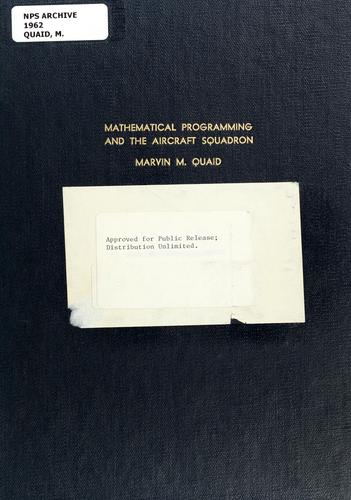 NPS ARCHIVE
1962
QUAID, M.
MATHEMATICAL PROGRAMMING
AND THE AIRCRAFT SQUADRON
MARVIN M. QUAID
Approved for Public Release;
Distribution Unlimited.